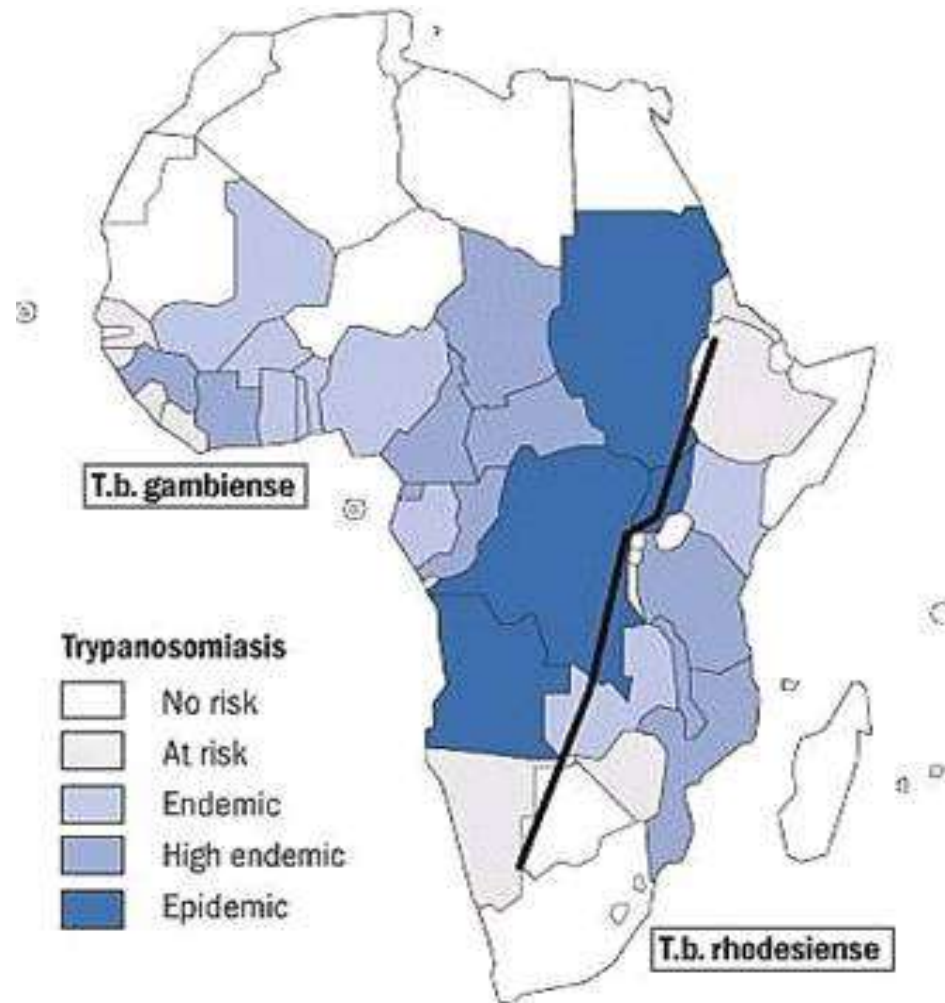 T.b. gambiense
Trypanosomiasis
No risk
At risk
Endemic
High endemic
Epidemic
T.b. rhodesiense